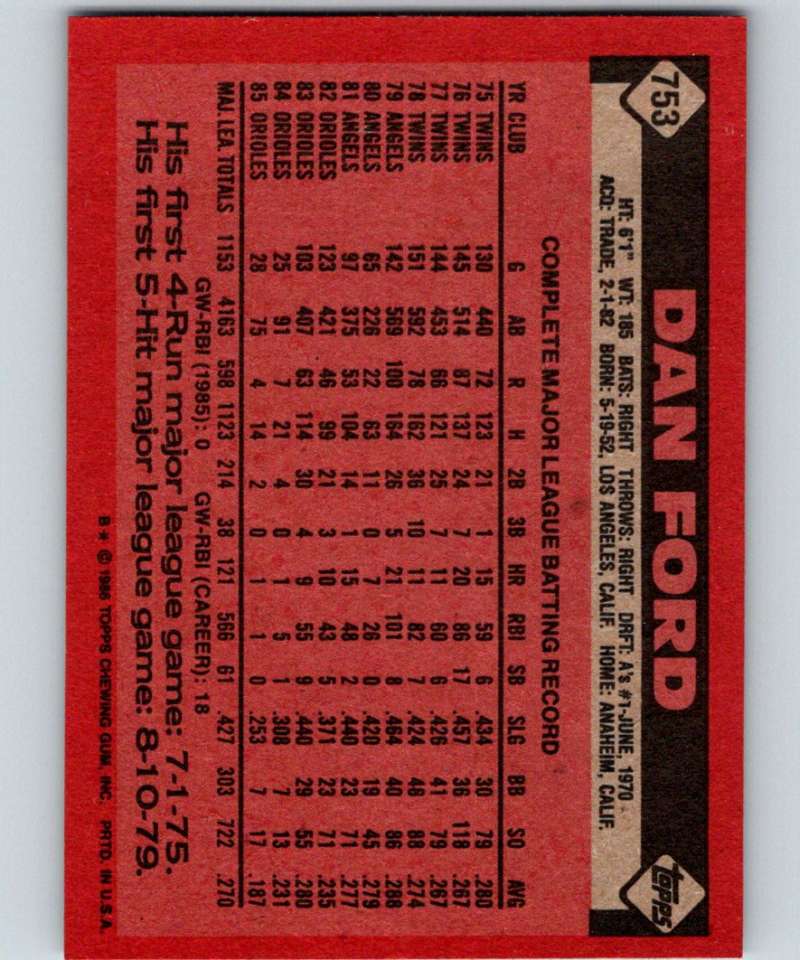 753
DAN FORD
topps
HT: 6'1" WT: 185 BATS: RIGHT THROWS: RIGHT DRFT: A's #1-JUNE, 1970
ACQ: TRADE, 2-1-82 BORN: 5-19-52, LOS ANGELES, CALIF. HOME: ANAHEIM, CALIF.
COMPLETE MAJOR LEAGUE BATTING RECORD
YR CLUB G AB R H 2B 3B HR RBI SB SLG BB SO AVG
75 TWINS 130 440 72 123 21 1 15 59 6 .434 30 79 .280
76 TWINS 145 514 87 137 24 7 20 86 17 .457 36 118 .267
77 TWINS 144 453 66 121 25 7 11 60 6 .426 41 79 .267
78 TWINS 151 592 78 162 38 10 11 82 7 .424 48 88 .274
79 ANGELS 142 569 100 164 26 5 21 101 8 .464 40 86 .288
80 ANGELS 65 226 22 63 11 0 7 26 0 .420 19 45 .279
81 ANGELS 97 375 53 104 14 1 15 48 2 .440 23 71 .277
82 ORIOLES 123 421 46 99 21 3 10 43 5 .371 23 71 .235
83 ORIOLES 103 407 63 114 30 4 9 55 9 .440 29 55 .280
84 ORIOLES 25 91 7 21 4 0 1 5 1 .308 7 13 .231
85 ORIOLES 28 75 4 14 2 0 1 1 0 .253 7 17 .187
MAJ. LEA. TOTALS 1153 4163 598 1123 214 38 121 566 61 .427 303 722 .270
GW-RBI (1985): 0 GW-RBI (CAREER): 18
His first 4-Run major league game: 7-1-75.
His first 5-Hit major league game: 8-10-79.
B* © 1986 TOPPS CHEWING GUM, INC. PRTD. IN U.S.A.